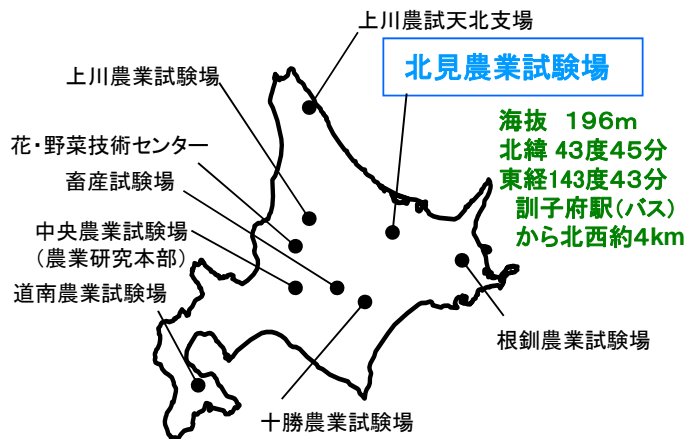 上川農試天北支場
北見農業試験場
上川農業試験場
海抜 196m
北緯 43度45分
東経143度43分
訓子府駅(バス)
から北西約4km
花・野菜技術センター
畜産試験場
中央農業試験場
(農業研究本部)
道南農業試験場
根釧農業試験場
十勝農業試験場